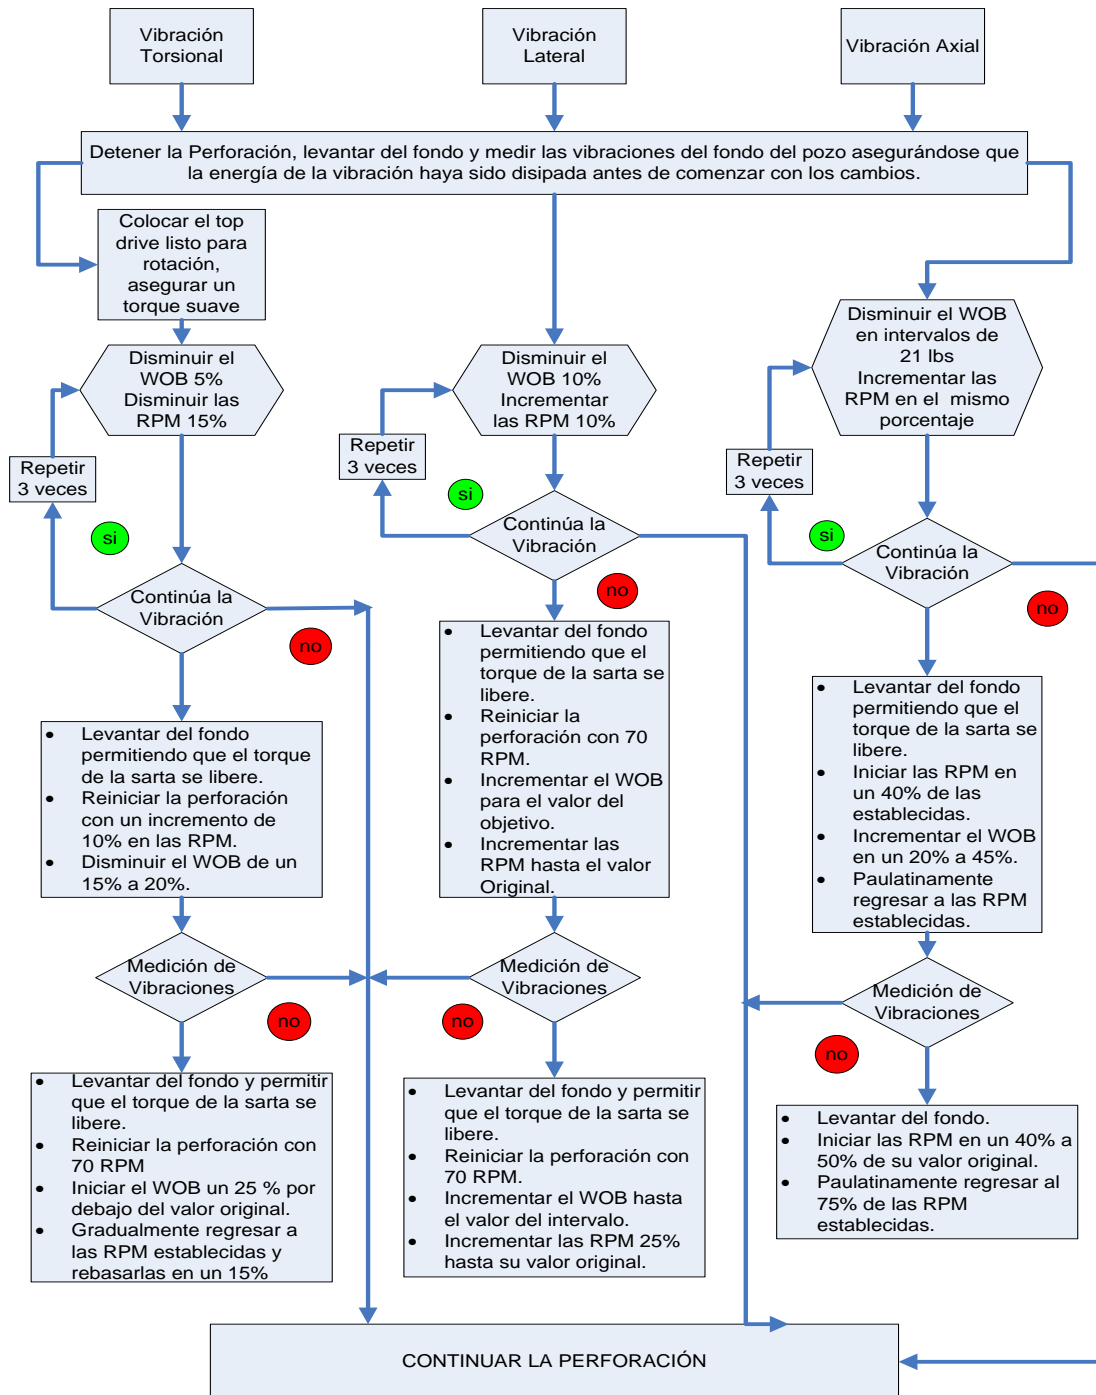 Vibración
Torsional
Vibración
Lateral
Vibración Axial
Detener la Perforación, levantar del fondo y medir las vibraciones del fondo del pozo asegurándose que
la energía de la vibración haya sido disipada antes de comenzar con los cambios.
Colocar el top
drive listo para
rotación,
asegurar un
torque suave
Disminuir el
WOB 5%
Disminuir las
RPM 15%
Repetir
3 veces
si
Continúa la
Vibración
no
• Levantar del fondo
permitiendo que el torque
de la sarta se libere.
• Reiniciar la perforación
con un incremento de
10% en las RPM.
• Disminuir el WOB de un
15% a 20%.
Medición de
Vibraciones
no
• Levantar del fondo y permitir
que el torque de la sarta se
libere.
• Reiniciar la perforación con
70 RPM
• Iniciar el WOB un 25 % por
debajo del valor original.
• Gradualmente regresar a
las RPM establecidas y
rebasarlas en un 15%
Disminuir el
WOB 10%
Incrementar
las RPM 10%
Repetir
3 veces
si
Continúa la
Vibración
no
• Levantar del fondo
permitiendo que el
torque de la sarta se
libere.
• Reiniciar la
perforación con 70
RPM.
• Incrementar el WOB
para el valor del
objetivo.
• Incrementar las
RPM hasta el valor
Original.
Medición de
Vibraciones
no
• Levantar del fondo y permitir
que el torque de la sarta se
libere.
• Reiniciar la perforación con
70 RPM.
• Incrementar el WOB hasta
el valor del intervalo.
• Incrementar las RPM 25%
hasta su valor original.
Disminuir el WOB
en intervalos de
21 lbs
Incrementar las
RPM en el mismo
porcentaje
Repetir
3 veces
si
Continúa la
Vibración
no
• Levantar del fondo
permitiendo que el
torque de la sarta se
libere.
• Iniciar las RPM en
un 40% de las
establecidas.
• Incrementar el WOB
en un 20% a 45%.
• Paulatinamente
regresar a las RPM
establecidas.
Medición de
Vibraciones
no
• Levantar del fondo.
• Iniciar las RPM en un 40% a
50% de su valor original.
• Paulatinamente regresar al
75% de las RPM
establecidas.
CONTINUAR LA PERFORACIÓN